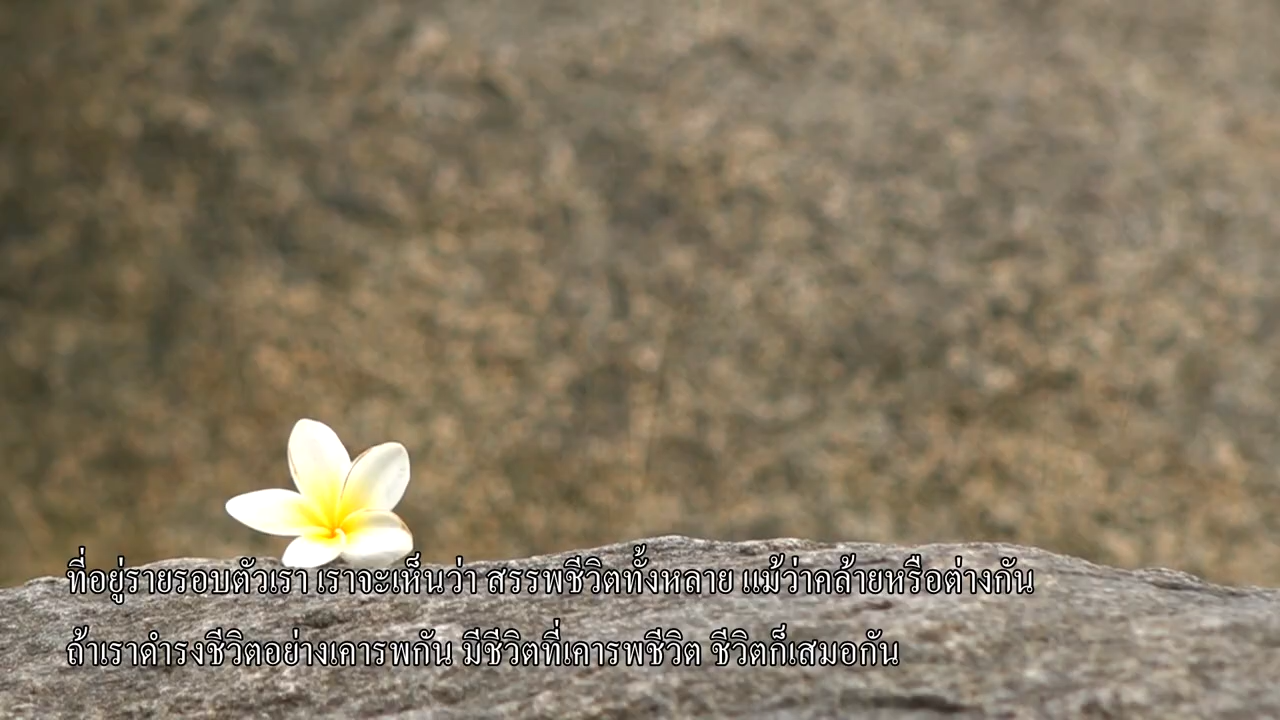 ที่อยู่รายรอบตัวเรา เราจะเห็นว่า สรรพชีวิตทั้งหลาย แม้ว่าคล้ายหรือต่างกัน
ถ้าเราดำรงชีวิตอย่างเคารพกัน มีชีวิตที่เคารพชีวิต ชีวิตก็เสมอกัน